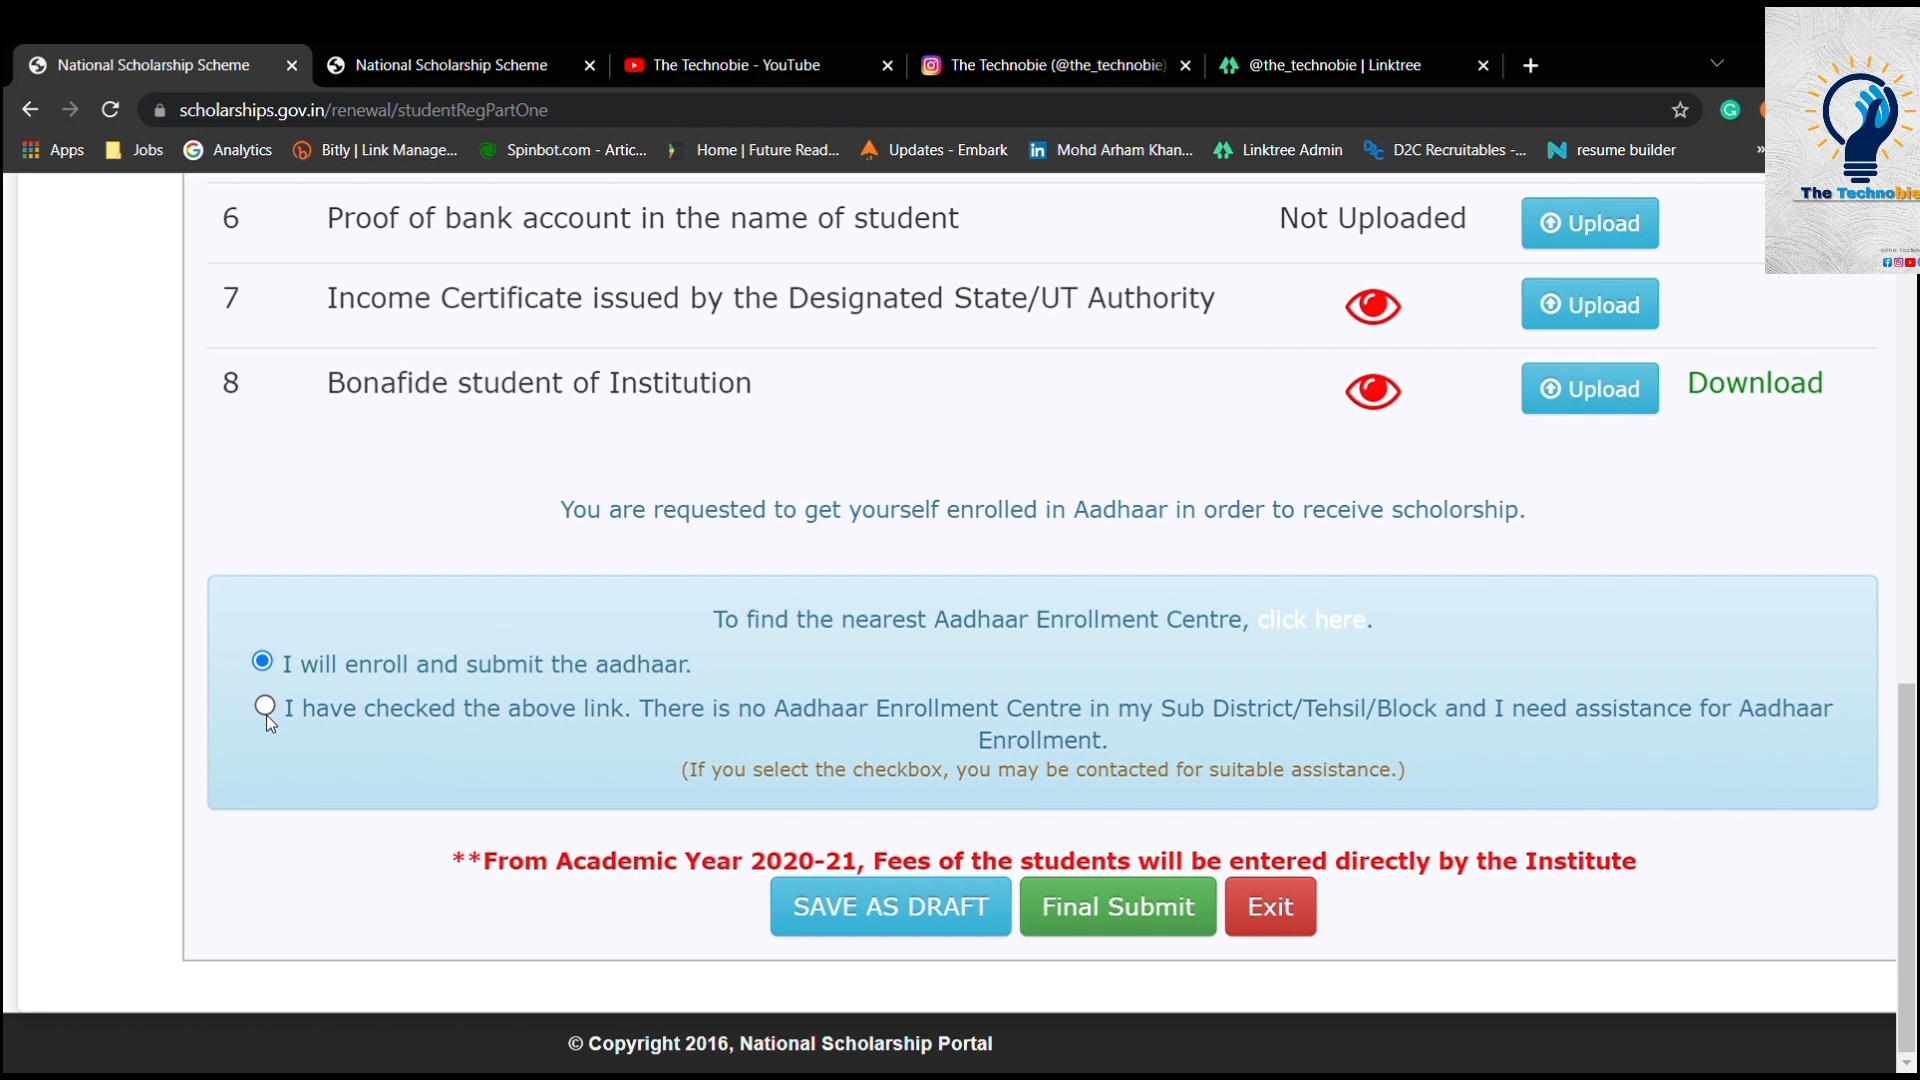 National Scholarship Scheme
National Scholarship Scheme
The Technobie - YouTube
The Technobie (@the_technobie)
@the_technobie | Linktree
scholarships.gov.in/renewal/studentRegPartOne
Apps
Jobs
Analytics
Bitly | Link Manage...
Spinbot.com - Artic...
Home | Future Read...
Updates - Embark
Mohd Arham Khan...
Linktree Admin
D2C Recruitables -...
resume builder
»
The Technobie
6 Proof of bank account in the name of student Not Uploaded Upload
7 Income Certificate issued by the Designated State/UT Authority Upload
8 Bonafide student of Institution Upload Download
You are requested to get yourself enrolled in Aadhaar in order to receive scholorship.
To find the nearest Aadhaar Enrollment Centre, click here.
I will enroll and submit the aadhaar.
I have checked the above link. There is no Aadhaar Enrollment Centre in my Sub District/Tehsil/Block and I need assistance for Aadhaar
Enrollment.
(If you select the checkbox, you may be contacted for suitable assistance.)
**From Academic Year 2020-21, Fees of the students will be entered directly by the Institute
SAVE AS DRAFT Final Submit Exit
© Copyright 2016, National Scholarship Portal